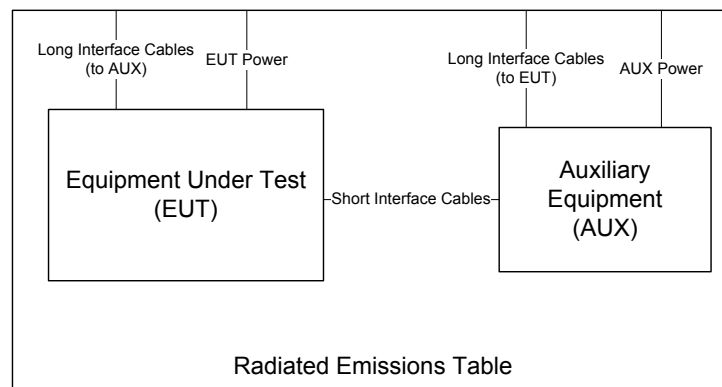 Long Interface Cables
(to AUX)
EUT Power
Long Interface Cables
(to EUT)
AUX Power
Equipment Under Test
(EUT)
Short Interface Cables
Auxiliary
Equipment
(AUX)
Radiated Emissions Table